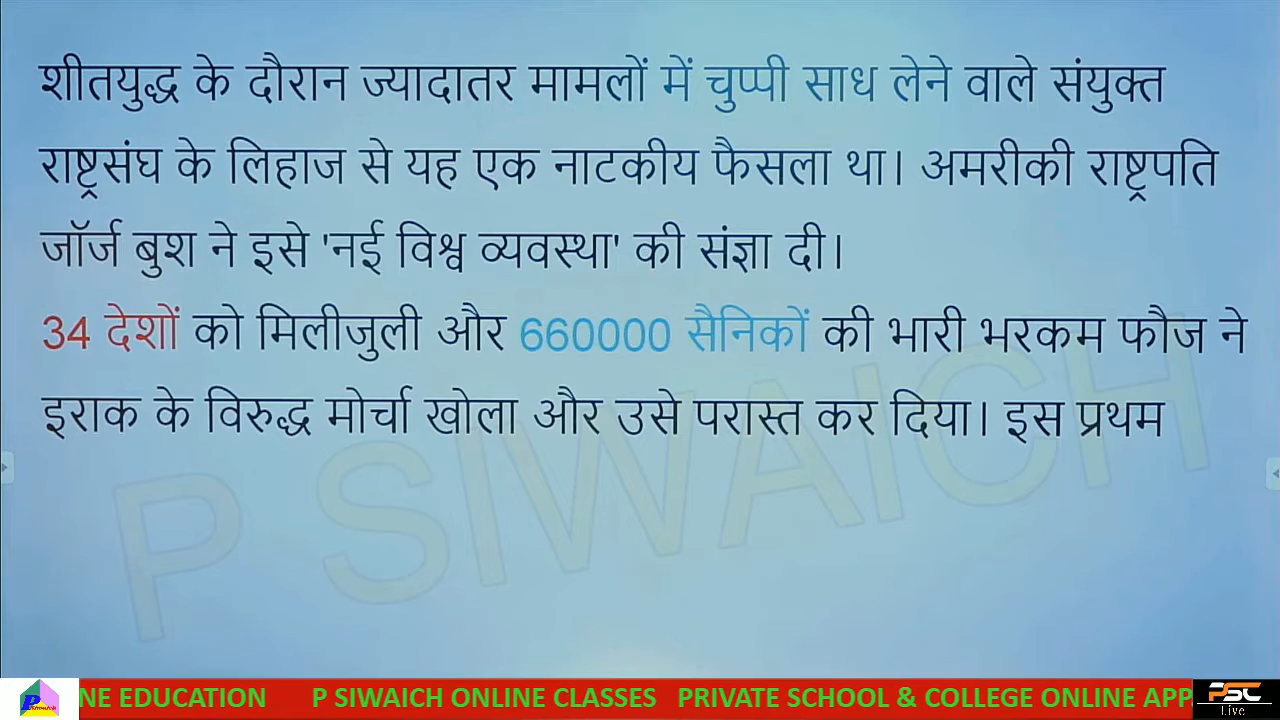 शीतयुद्ध के दौरान ज्यादातर मामलों में चुप्पी साध लेने वाले संयुक्त
राष्ट्रसंघ के लिहाज से यह एक नाटकीय फैसला था। अमरीकी राष्ट्रपति
जॉर्ज बुश ने इसे 'नई विश्व व्यवस्था' की संज्ञा दी।
34 देशों को मिलीजुली और 660000 सैनिकों की भारी भरकम फौज ने
इराक के विरुद्ध मोर्चा खोला और उसे परास्त कर दिया। इस प्रथम
P SIWAICH
NE EDUCATION P SIWAICH ONLINE CLASSES PRIVATE SCHOOL & COLLEGE ONLINE APP
PSC
Live